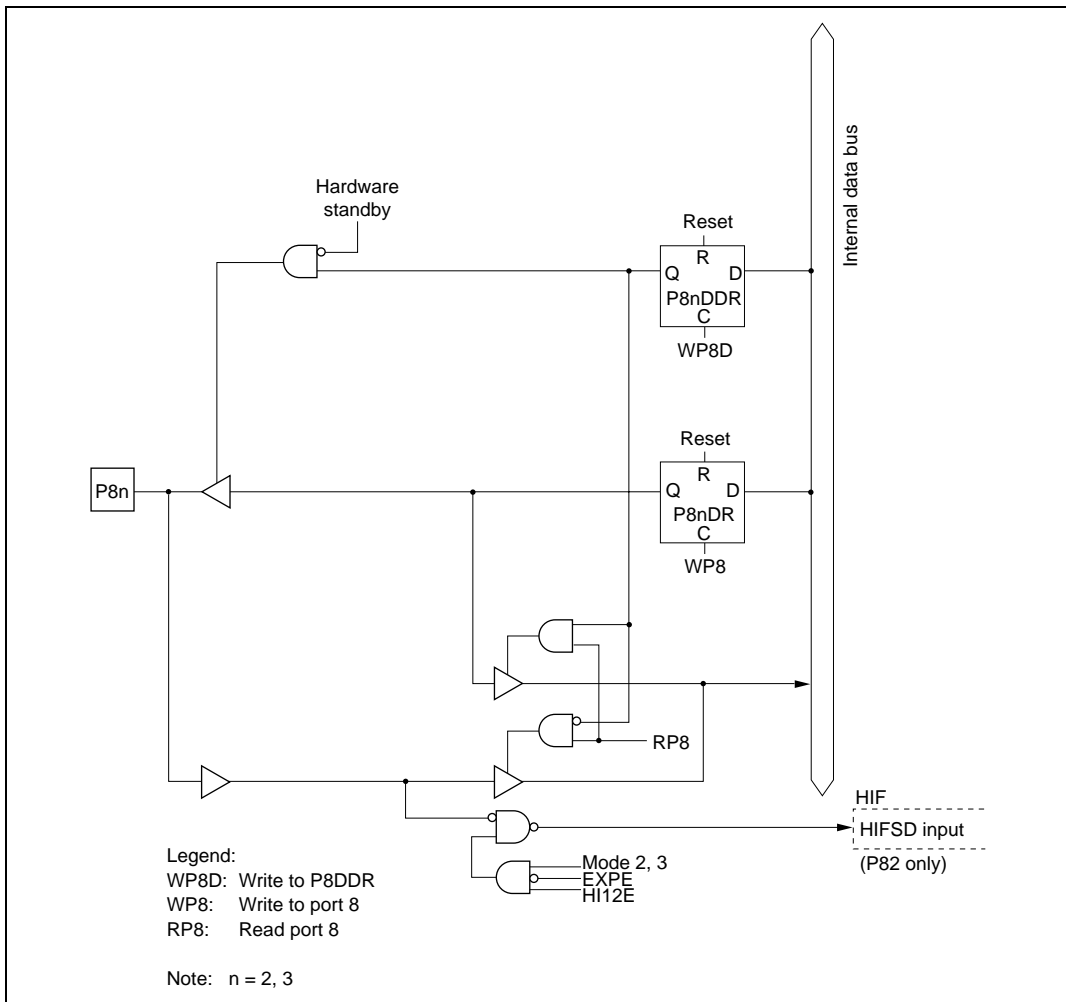 Hardware
standby
Internal data bus
Reset
R
Q D
P8nDDR
C
WP8D
Reset
R
P8n
Q D
P8nDR
C
WP8
RP8
HIF
HIFSD input
(P82 only)
Mode 2, 3
EXPE
HI12E
Legend:
WP8D: Write to P8DDR
WP8: Write to port 8
RP8: Read port 8
Note: n = 2, 3